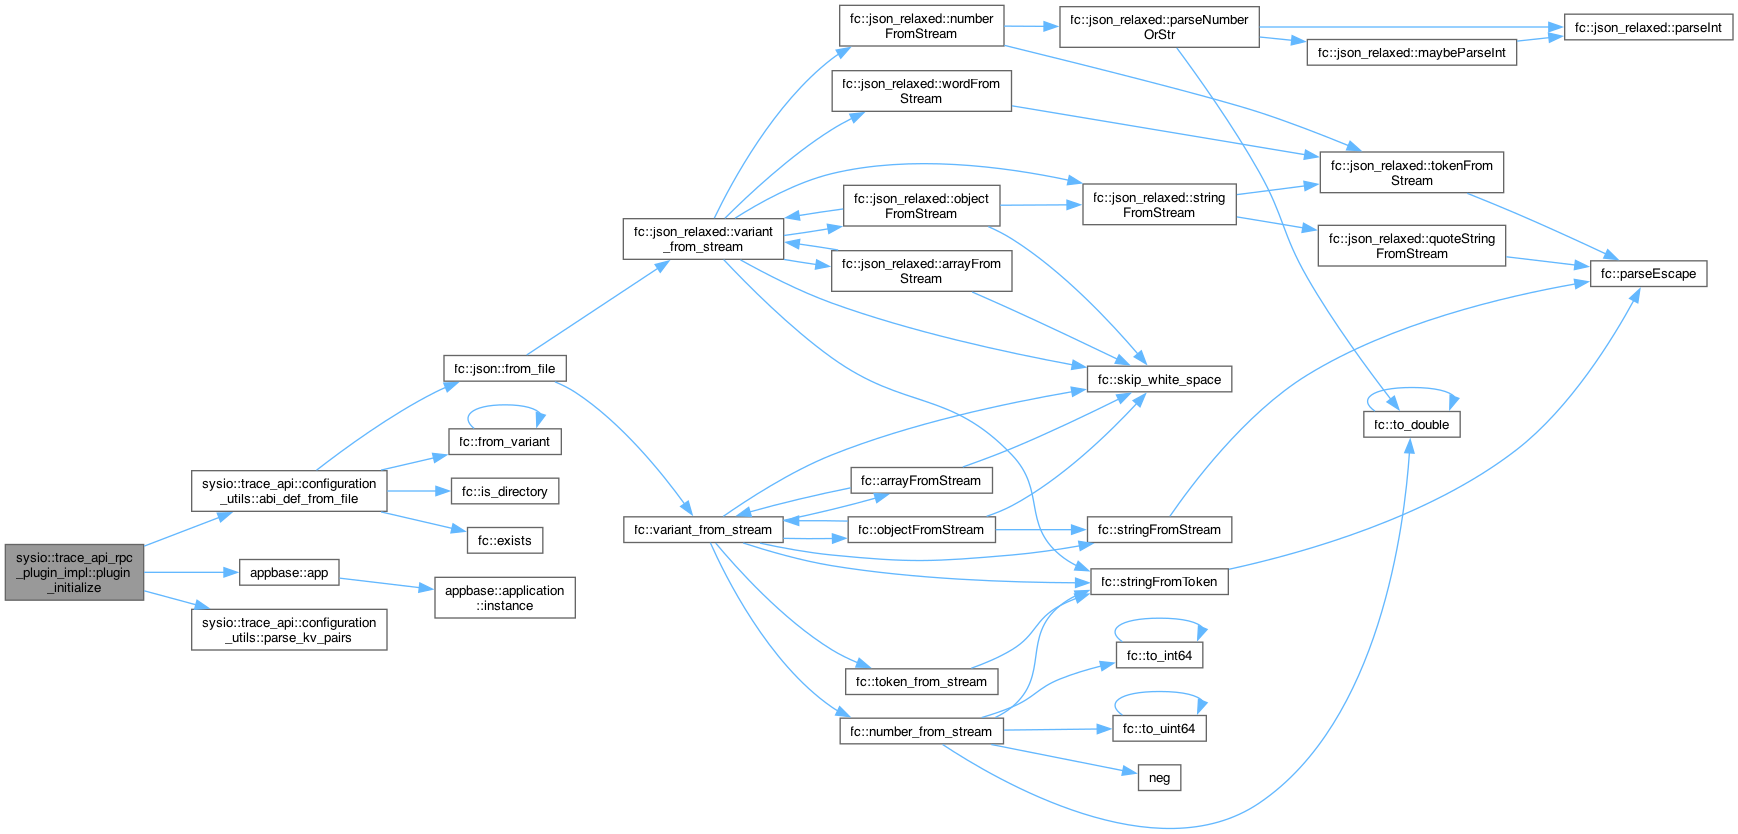 sysio::trace_api_rpc
_plugin_impl::plugin
_initialize
sysio::trace_api::configuration
_utils::abi_def_from_file
fc::json::from_file
fc::json_relaxed::variant
_from_stream
fc::json_relaxed::number
FromStream
fc::json_relaxed::parseNumber
OrStr
fc::json_relaxed::parseInt
fc::json_relaxed::maybeParseInt
fc::json_relaxed::wordFrom
Stream
fc::json_relaxed::tokenFrom
Stream
fc::json_relaxed::object
FromStream
fc::json_relaxed::string
FromStream
fc::json_relaxed::quoteString
FromStream
fc::parseEscape
fc::json_relaxed::arrayFrom
Stream
fc::skip_white_space
fc::to_double
fc::from_variant
fc::is_directory
fc::exists
fc::variant_from_stream
fc::arrayFromStream
fc::objectFromStream
fc::stringFromStream
fc::stringFromToken
fc::token_from_stream
fc::number_from_stream
fc::to_int64
fc::to_uint64
neg
appbase::app
appbase::application
::instance
sysio::trace_api::configuration
_utils::parse_kv_pairs